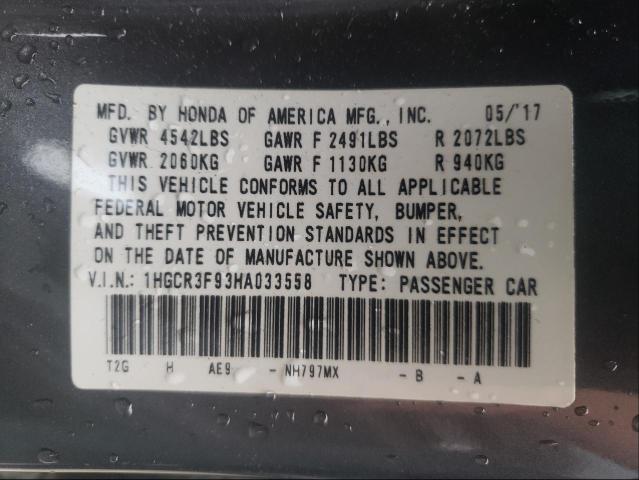 MFD. BY HONDA OF AMERICA MFG., INC. 05/'17
GVWR 4542LBS GAWR F 2491LBS R 2072LBS
GVWR 2060KG GAWR F 1130KG R 940KG
THIS VEHICLE CONFORMS TO ALL APPLICABLE
FEDERAL MOTOR VEHICLE SAFETY, BUMPER,
AND THEFT PREVENTION STANDARDS IN EFFECT
ON THE DATE OF MANUFACTURE SHOWN ABOVE.
V.I.N.: 1HGCR3F93HA033558 TYPE: PASSENGER CAR
T2G H AE9 - NH797MX - B - A